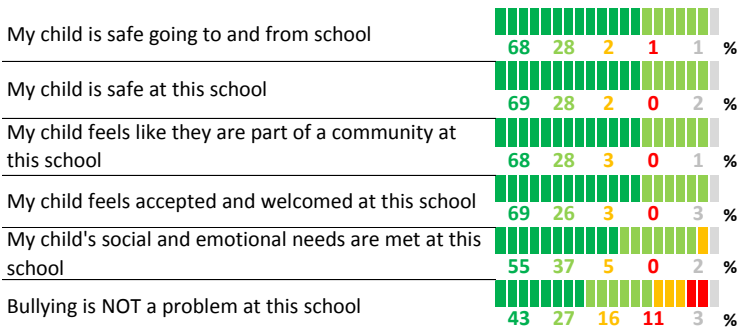 My child is safe going to and from school
68 28 2 1 1 %
My child is safe at this school
69 28 2 0 2 %
My child feels like they are part of a community at
this school
68 28 3 0 1 %
My child feels accepted and welcomed at this school
69 26 3 0 3 %
My child's social and emotional needs are met at this
school
55 37 5 0 2 %
Bullying is NOT a problem at this school
43 27 16 11 3 %